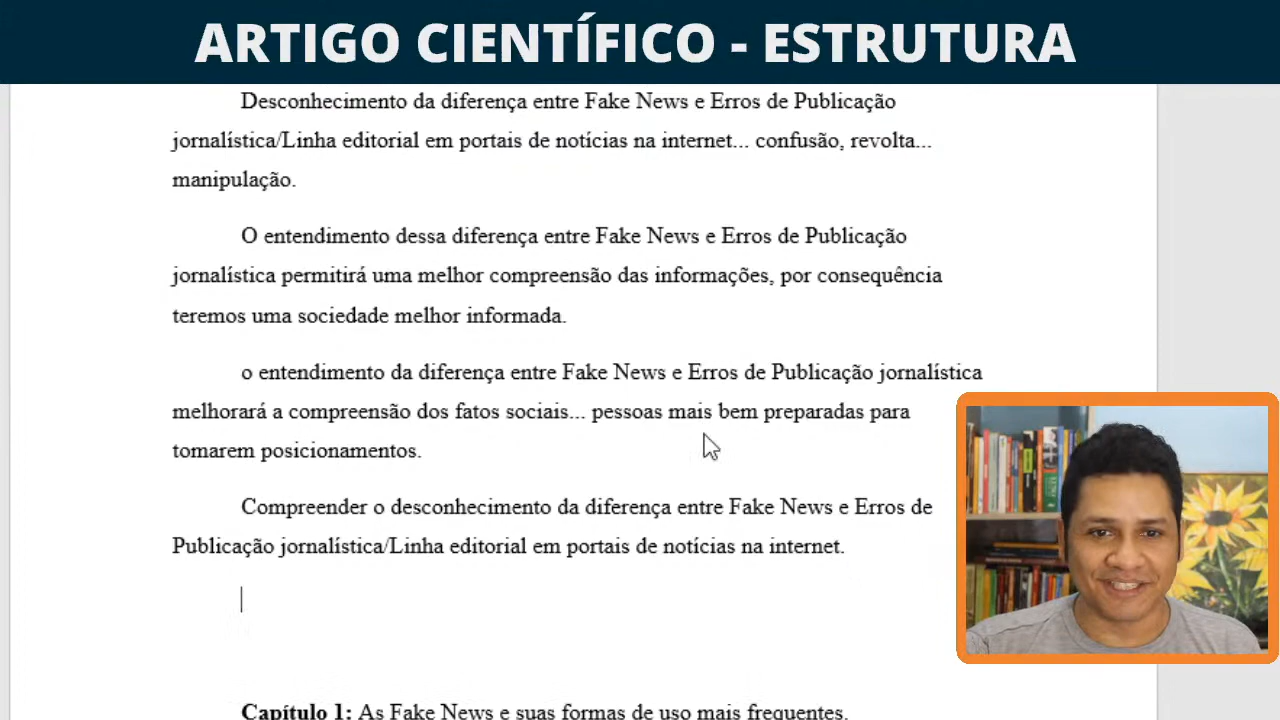 ARTIGO CIENTÍFICO - ESTRUTURA
Desconhecimento da diferença entre Fake News e Erros de Publicação
jornalística/Linha editorial em portais de notícias na internet... confusão, revolta...
manipulação.
O entendimento dessa diferença entre Fake News e Erros de Publicação
jornalística permitirá uma melhor compreensão das informações, por consequência
teremos uma sociedade melhor informada.
o entendimento da diferença entre Fake News e Erros de Publicação jornalística
melhorará a compreensão dos fatos sociais... pessoas mais bem preparadas para
tomarem posicionamentos.
Compreender o desconhecimento da diferença entre Fake News e Erros de
Publicação jornalística/Linha editorial em portais de notícias na internet.
Capítulo 1: As Fake News e suas formas de uso mais frequentes.